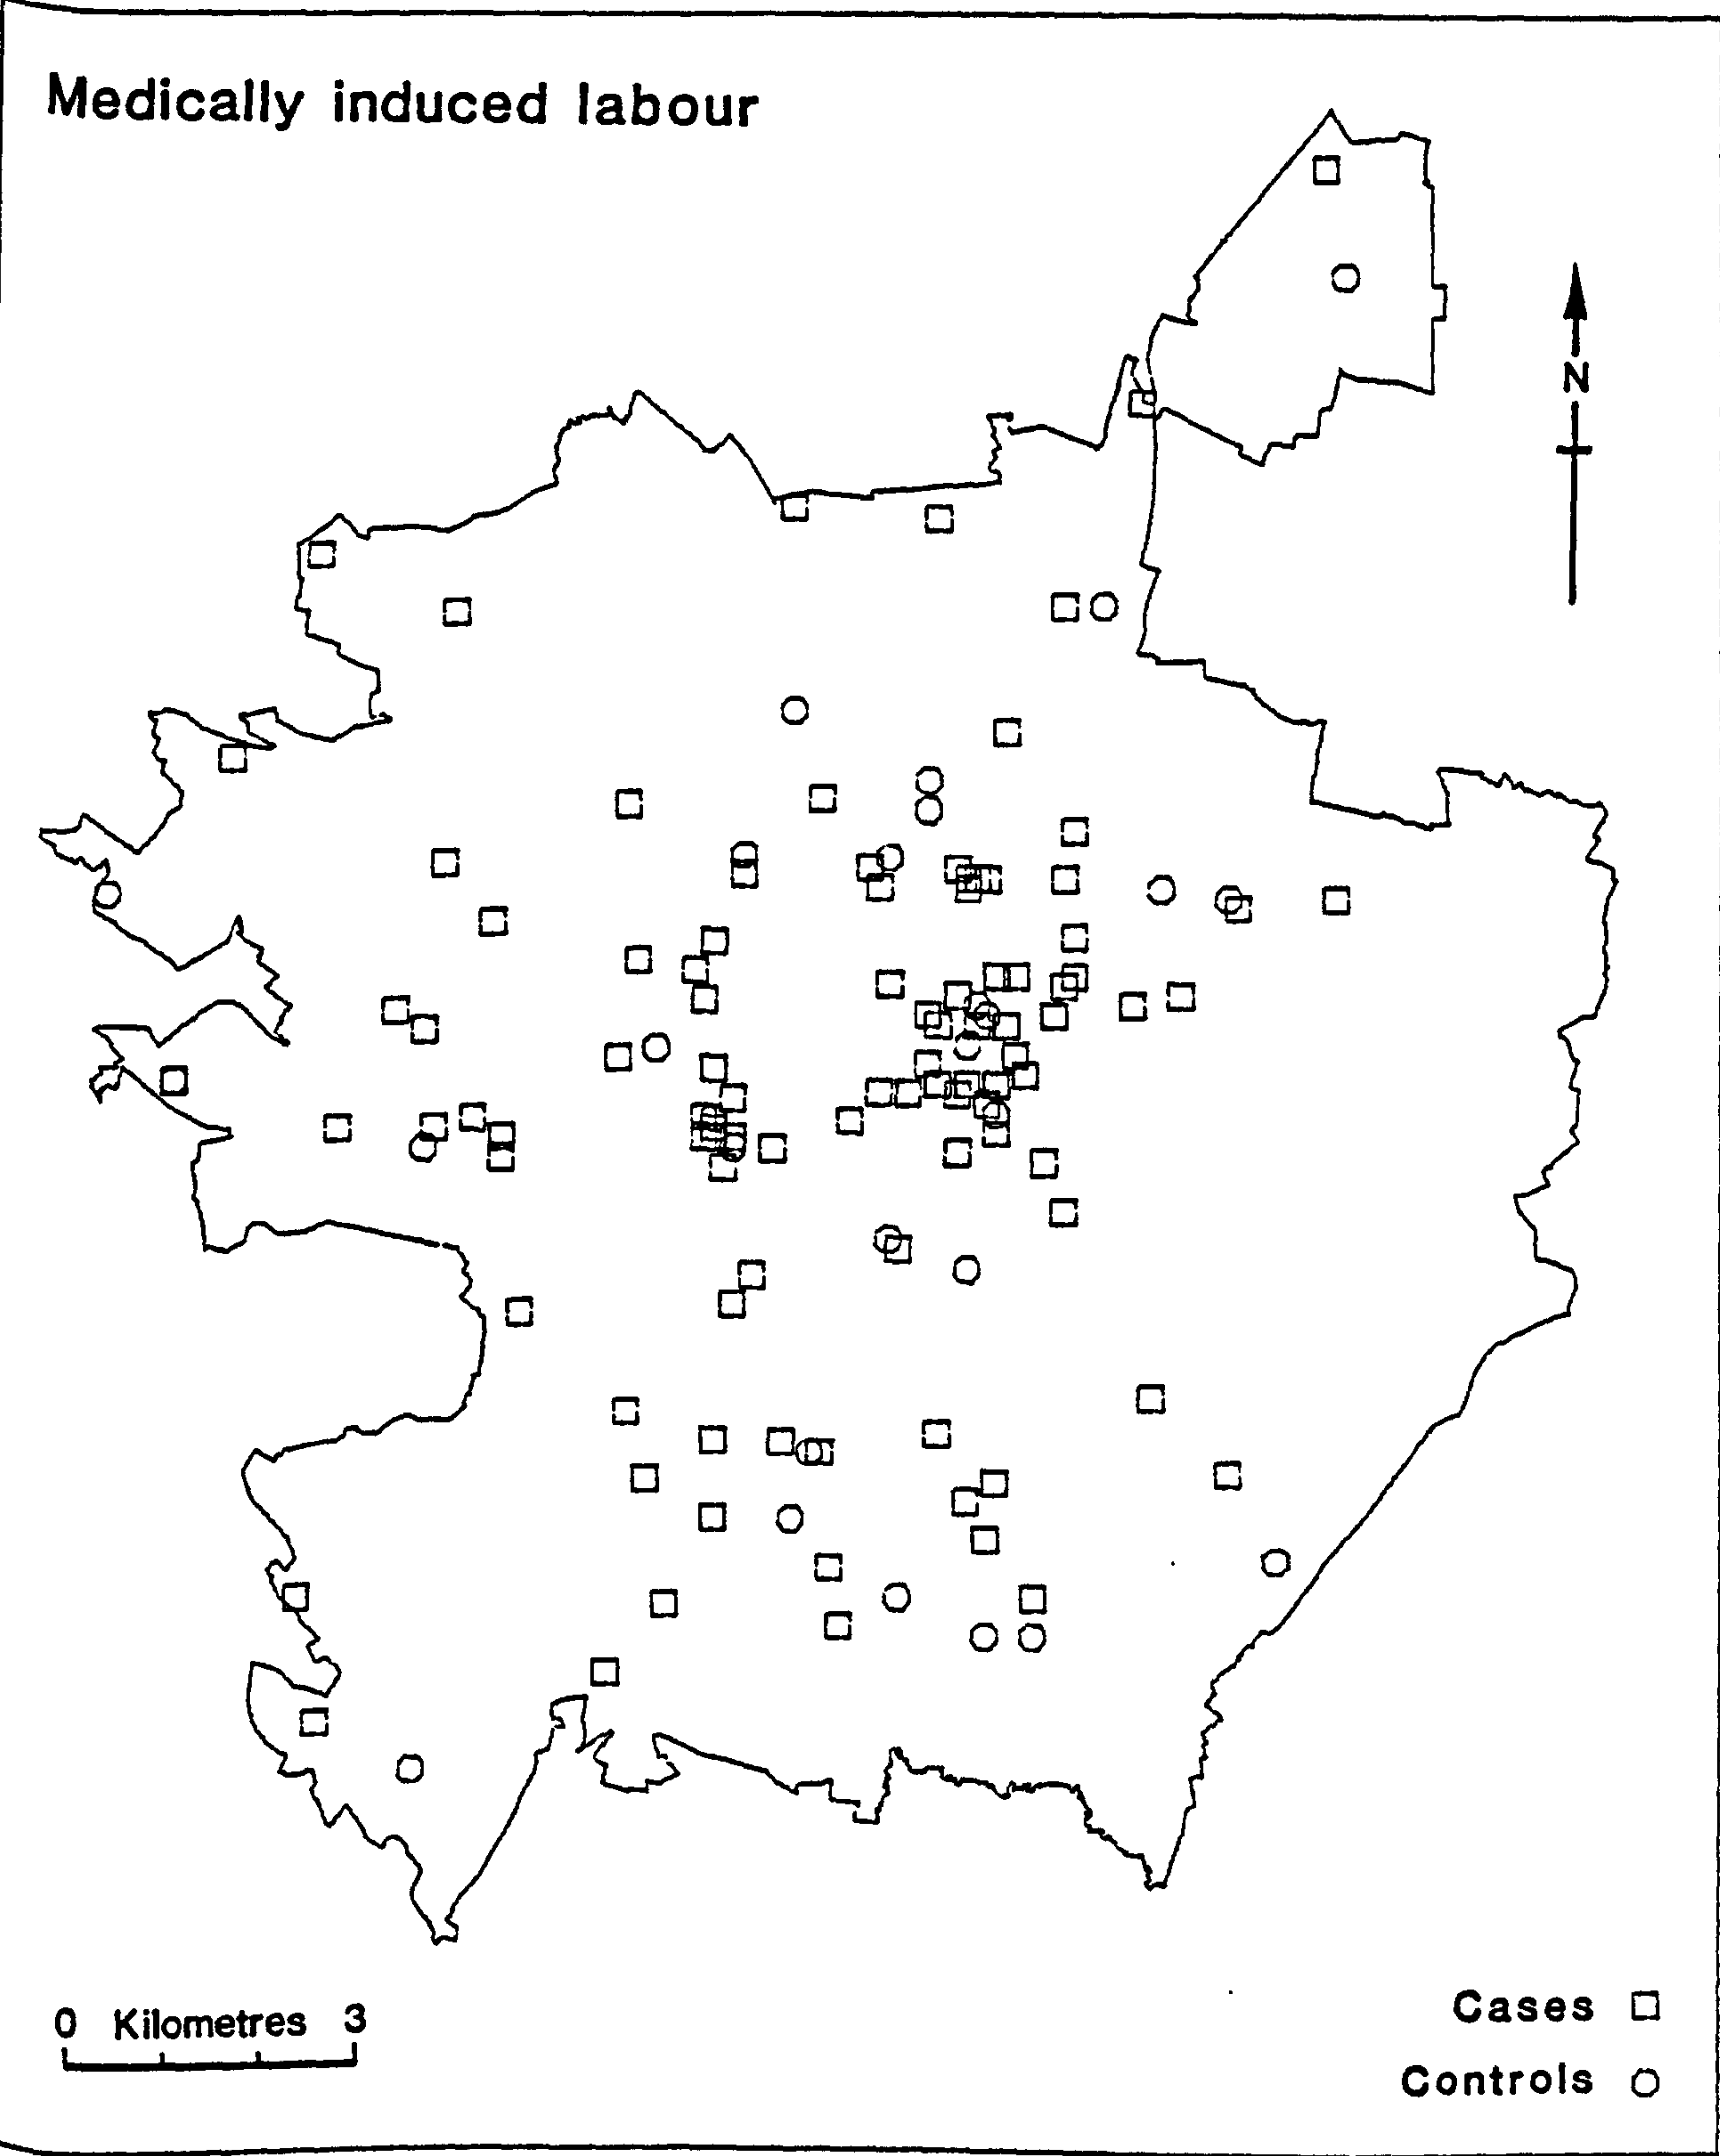 Medically induced labour
N
0 Kilometres 3
Cases
Controls